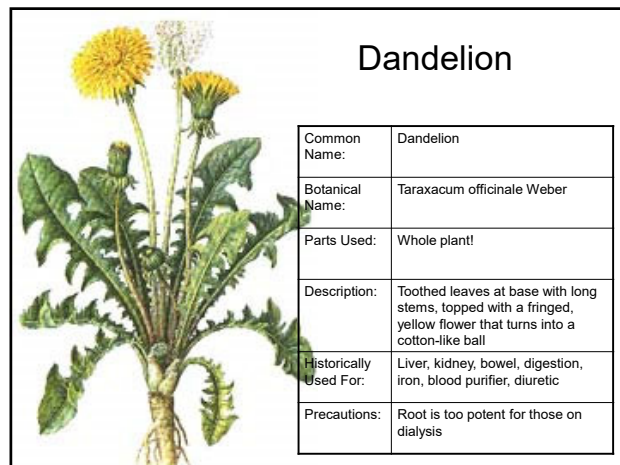 Dandelion
Common Name: Dandelion
Botanical Name: Taraxacum officinale Weber
Parts Used: Whole plant!
Description: Toothed leaves at base with long
stems, topped with a fringed,
yellow flower that turns into a
cotton-like ball
Historically Used For: Liver, kidney, bowel, digestion,
iron, blood purifier, diuretic
Precautions: Root is too potent for those on
dialysis